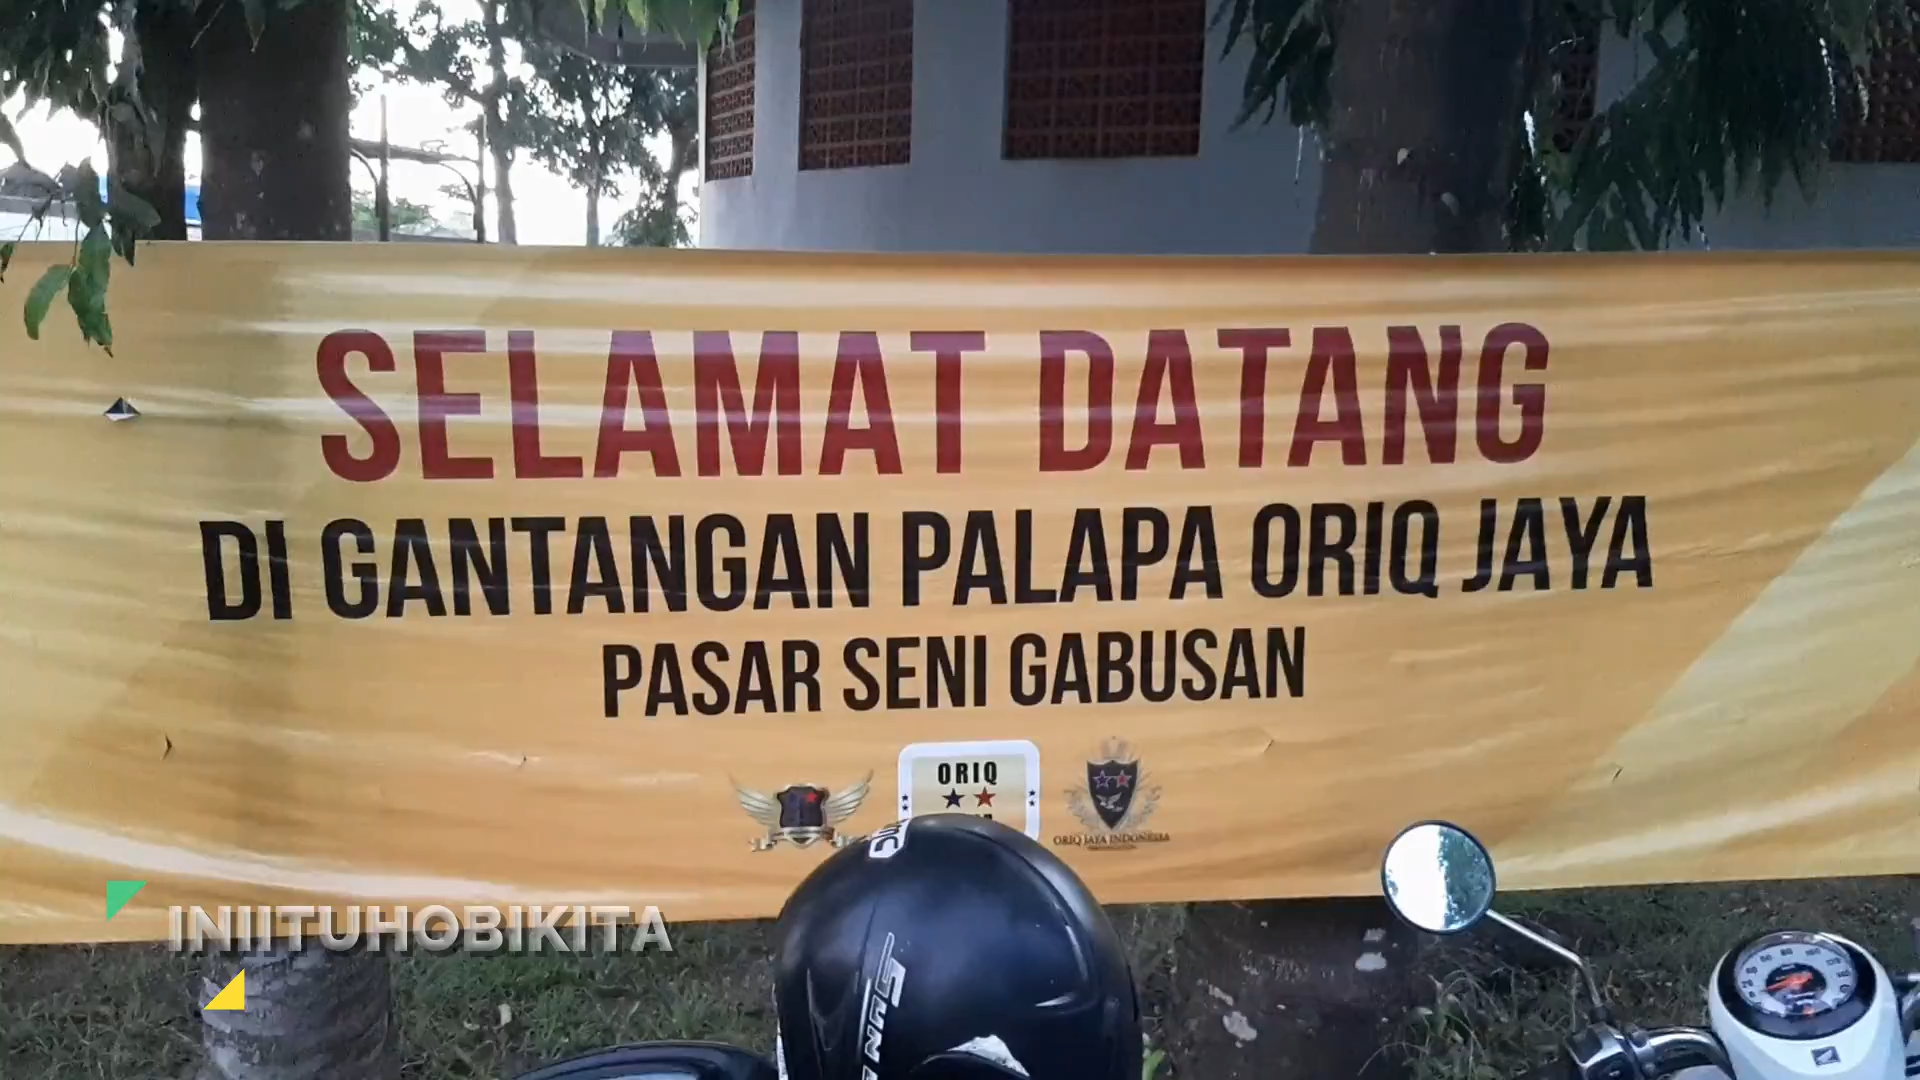 SELAMAT DATANG
DI GANTANGAN PALAPA ORIQ JAYA
PASAR SENI GABUSAN
ORIQ
ORIQ JAYA INDONESIA
INIITUHOBIKITA